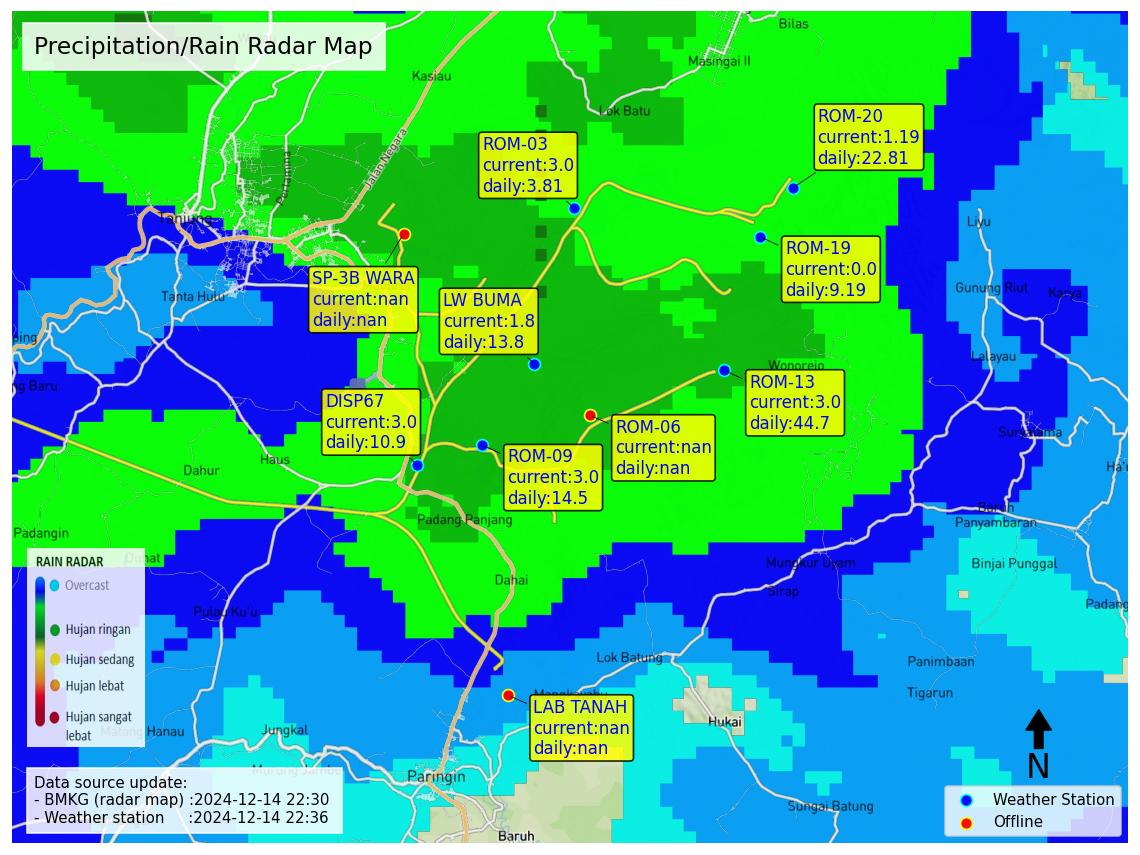 Precipitation/Rain Radar Map
Bilas
Masingai II
Kasiau
Lok Batu
ROM-20
current:1.19
daily:22.81
ROM-03
current:3.0
daily:3.81
Jalan Negara
Pertamina
Tanjung
Liyu
ROM-19
current:0.0
daily:9.19
SP-3B WARA
current:nan
daily:nan
LW BUMA
current:1.8
daily:13.8
Tanta Hulu
Gunung Riut
Karya
Lalayau
Wonorejo
ROM-13
current:3.0
daily:44.7
ng Baru
DISP67
current:3.0
daily:10.9
ROM-06
current:nan
daily:nan
ROM-09
current:3.0
daily:14.5
Haus
Dahur
Suryatama
Baruh
Panyambaran
Padang Panjang
Padangin
Duhat
Mungkur Uyam
Binjai Punggal
Dahai
Sirap
Padang
Pulau Ku'u
RAIN RADAR
Overcast
Hujan ringan
Hujan sedang
Hujan lebat
Hujan sangat
lebat
Lok Batung
Panimbaan
Tigarun
LAB TANAH
current:nan
daily:nan
Hukai
Hanau
Jungkal
Paringin
Sungai Batung
Baruh
N
Data source update:
- BMKG (radar map) :2024-12-14 22:30
- Weather station :2024-12-14 22:36
Weather Station
Offline